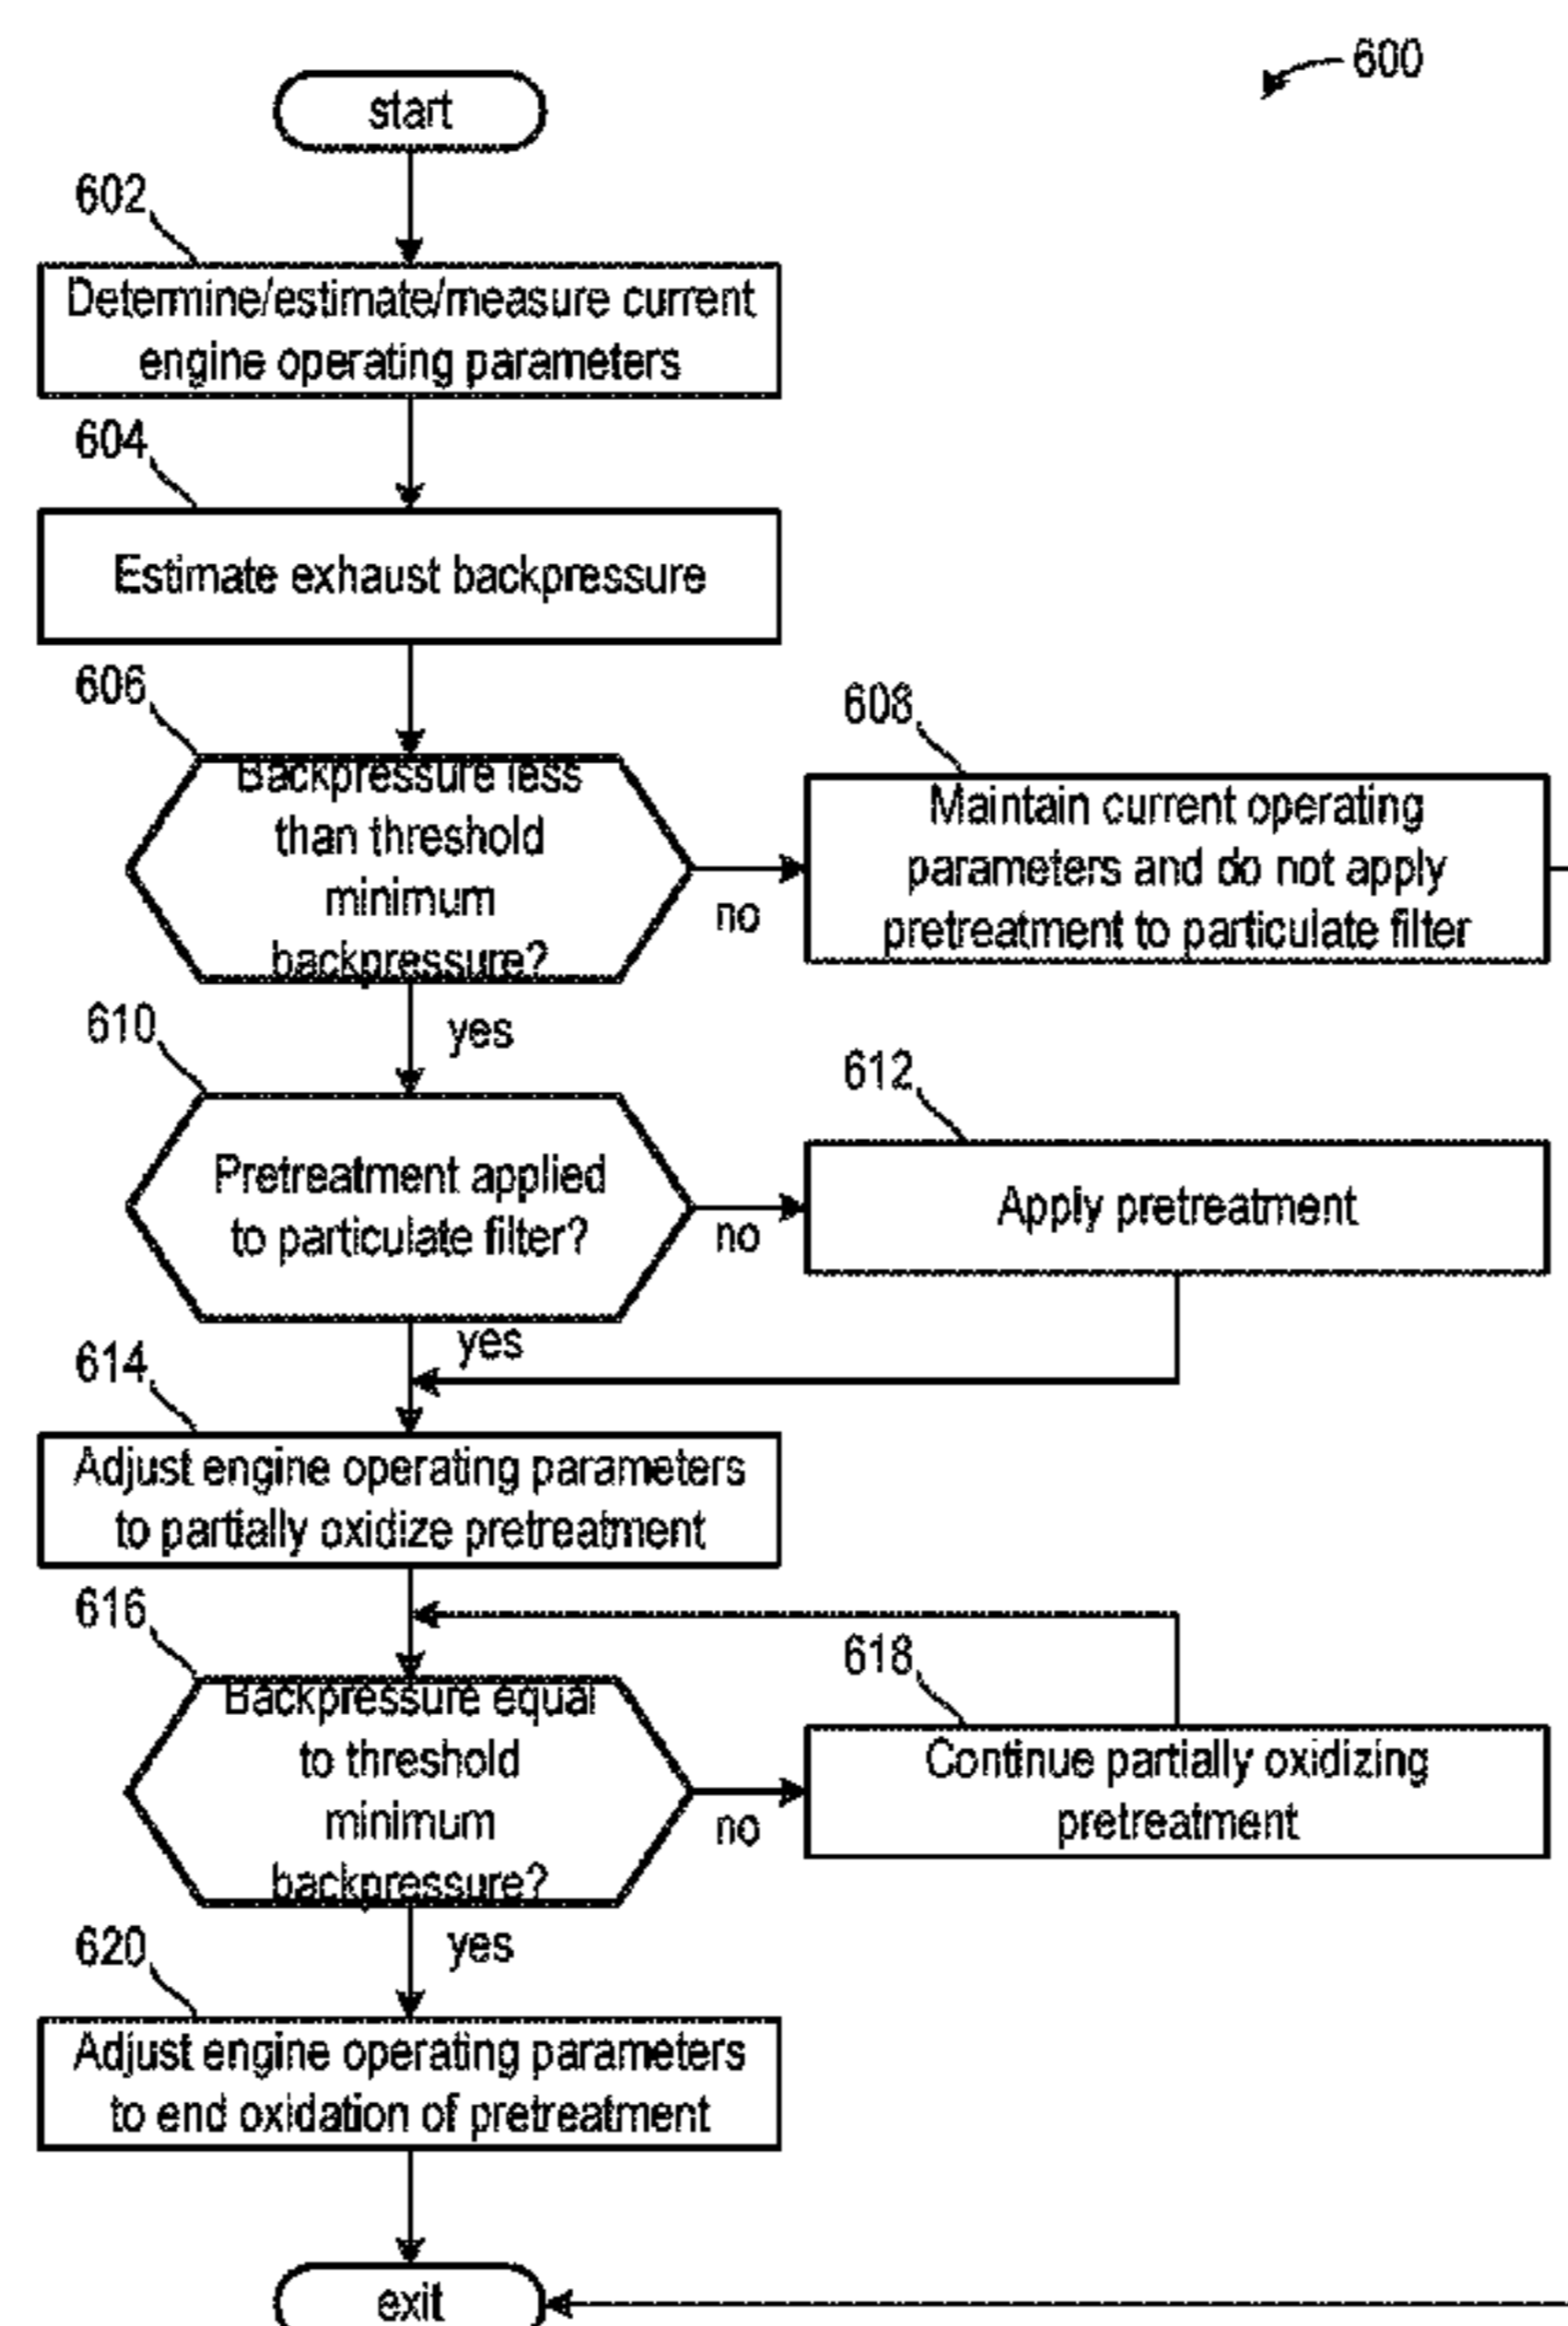 600
start
602
Determine/estimate/measure current
engine operating parameters
604
Estimate exhaust backpressure
606
Backpressure less
than threshold
minimum
backpressure?
no
608
Maintain current operating
parameters and do not apply
pretreatment to particulate filter
yes
610
Pretreatment applied
to particulate filter?
no
612
Apply pretreatment
yes
614
Adjust engine operating parameters
to partially oxidize pretreatment
616
Backpressure equal
to threshold
minimum
backpressure?
no
618
Continue partially oxidizing
pretreatment
yes
620
Adjust engine operating parameters
to end oxidation of pretreatment
exit